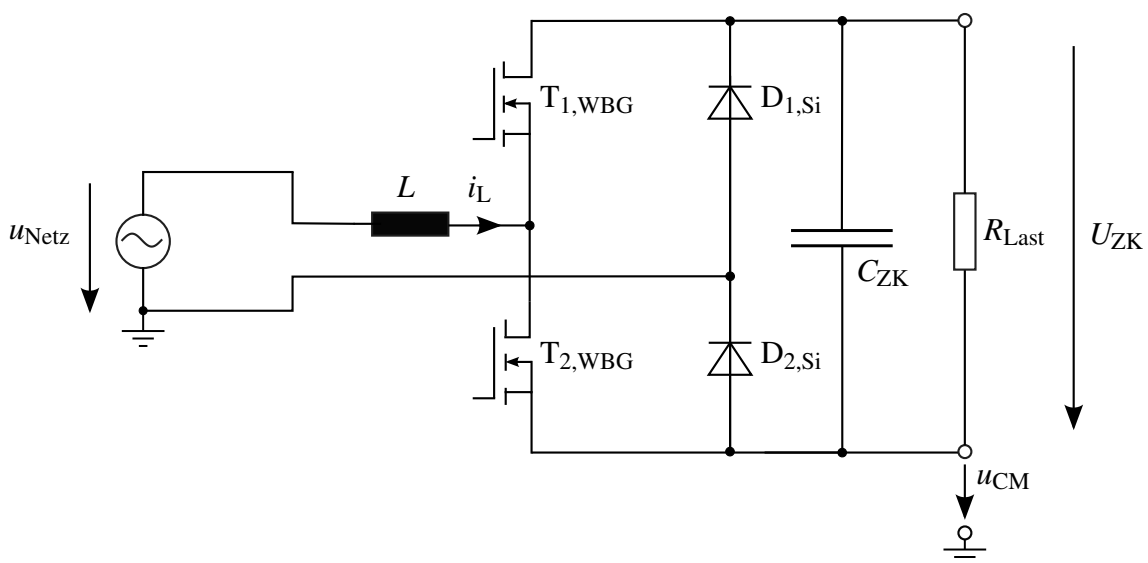 T1,WBG
D1,Si
L
iL
uNetz
CZK
RLast
UZK
T2,WBG
D2,Si
uCM